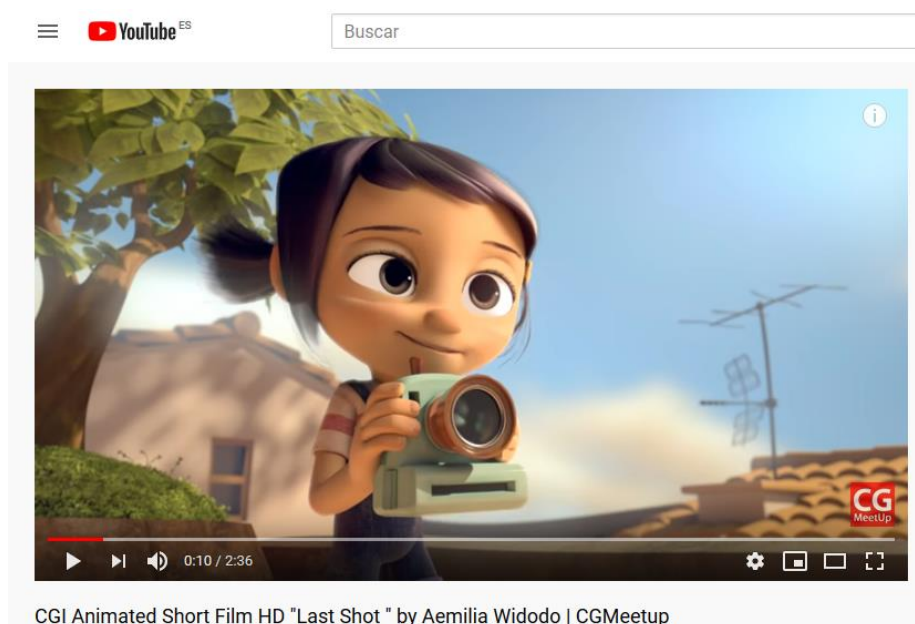 YouTube ES
Buscar
i
CG
MeetUp
0:10 / 2:36
CGI Animated Short Film HD "Last Shot " by Aemilia Widodo | CGMeetup